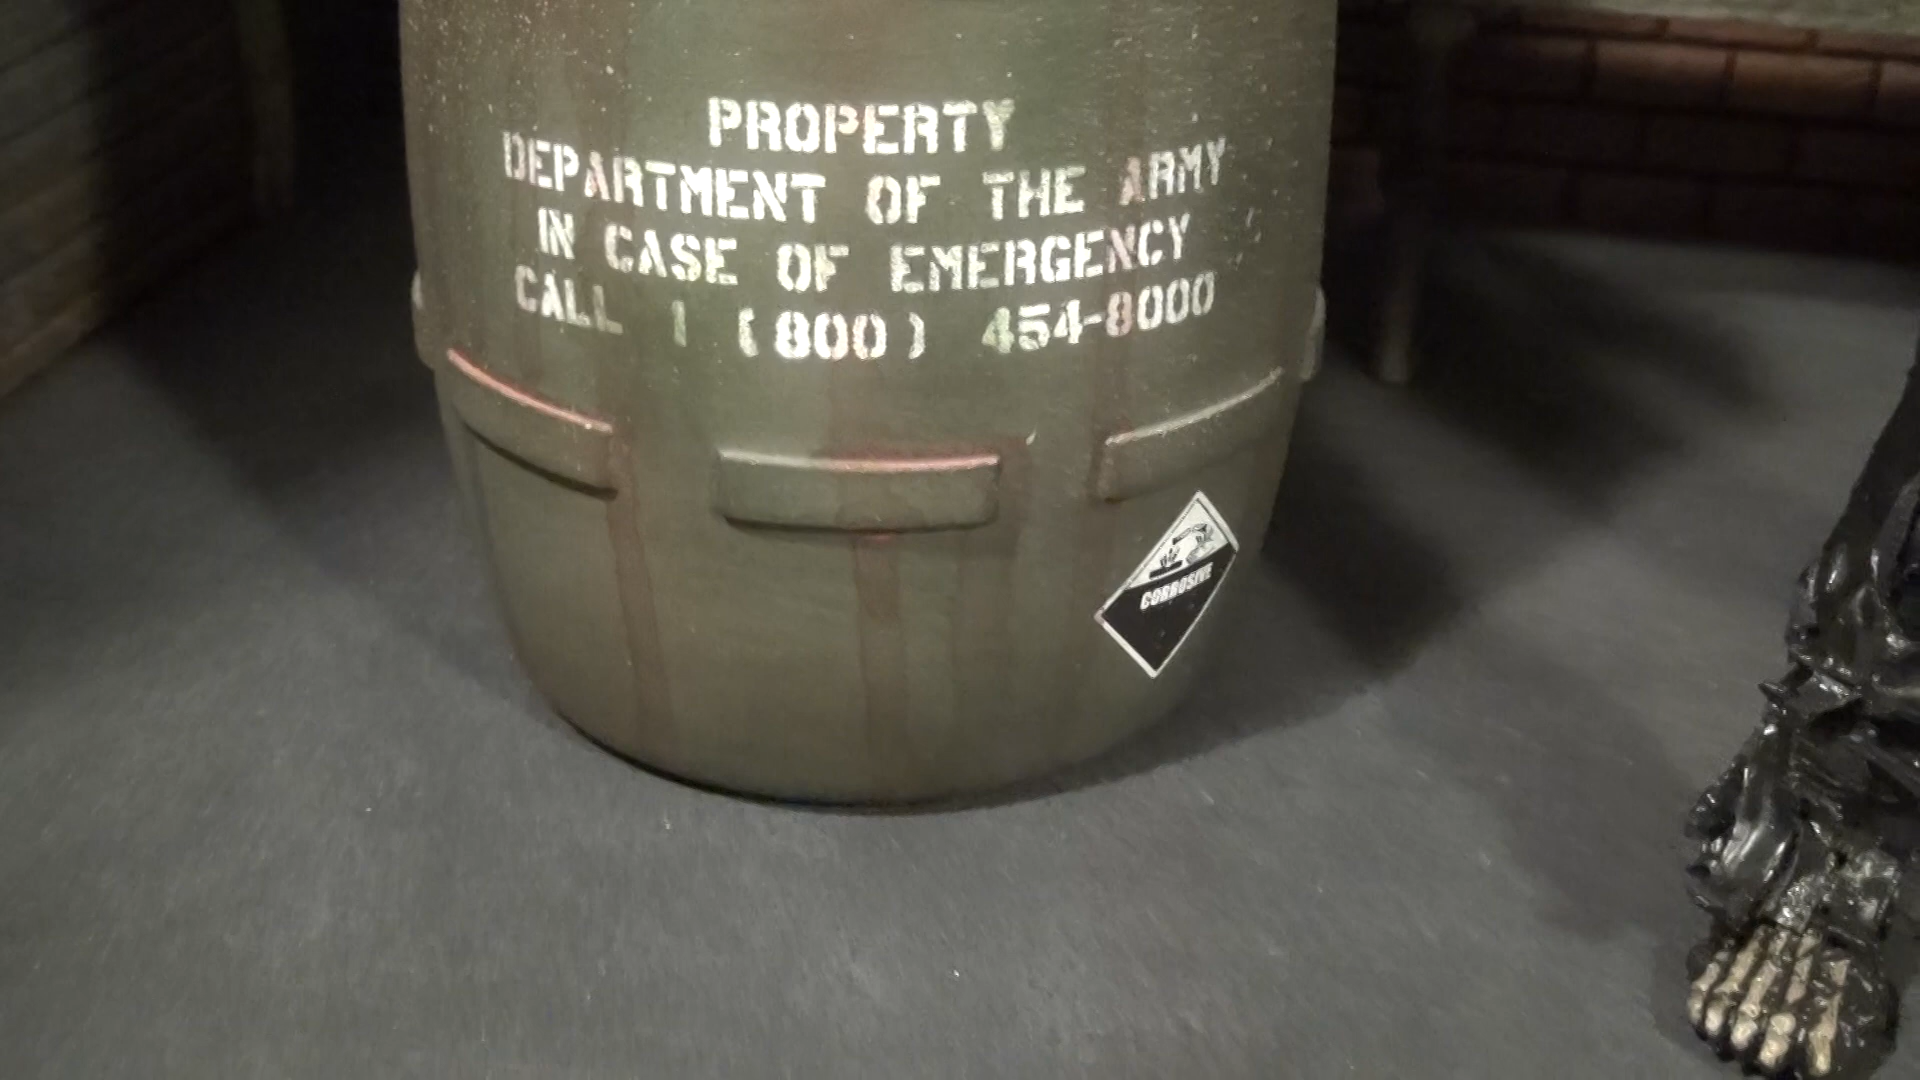 PROPERTY
DEPARTMENT OF THE ARMY
IN CASE OF EMERGENCY
CALL 1 (800) 454-8000
CORROSIVE